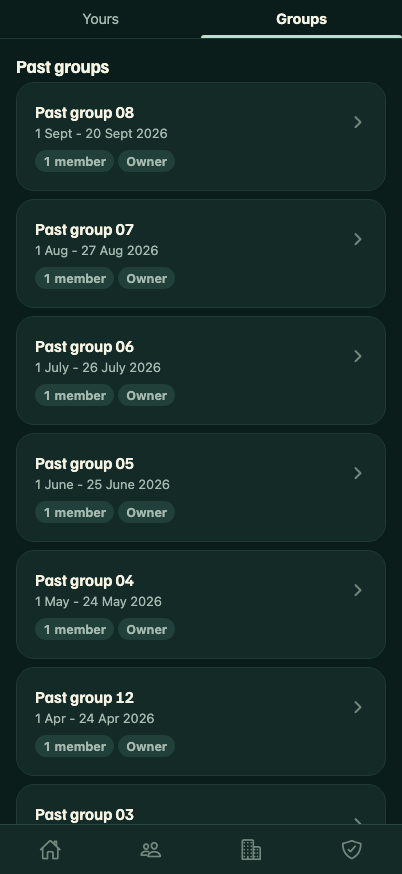 Yours
Groups
Past groups
Past group 08
1 Sept - 20 Sept 2026
1 member
Owner
Past group 07
1 Aug - 27 Aug 2026
1 member
Owner
Past group 06
1 July - 26 July 2026
1 member
Owner
Past group 05
1 June - 25 June 2026
1 member
Owner
Past group 04
1 May - 24 May 2026
1 member
Owner
Past group 12
1 Apr - 24 Apr 2026
1 member
Owner
Past group 03